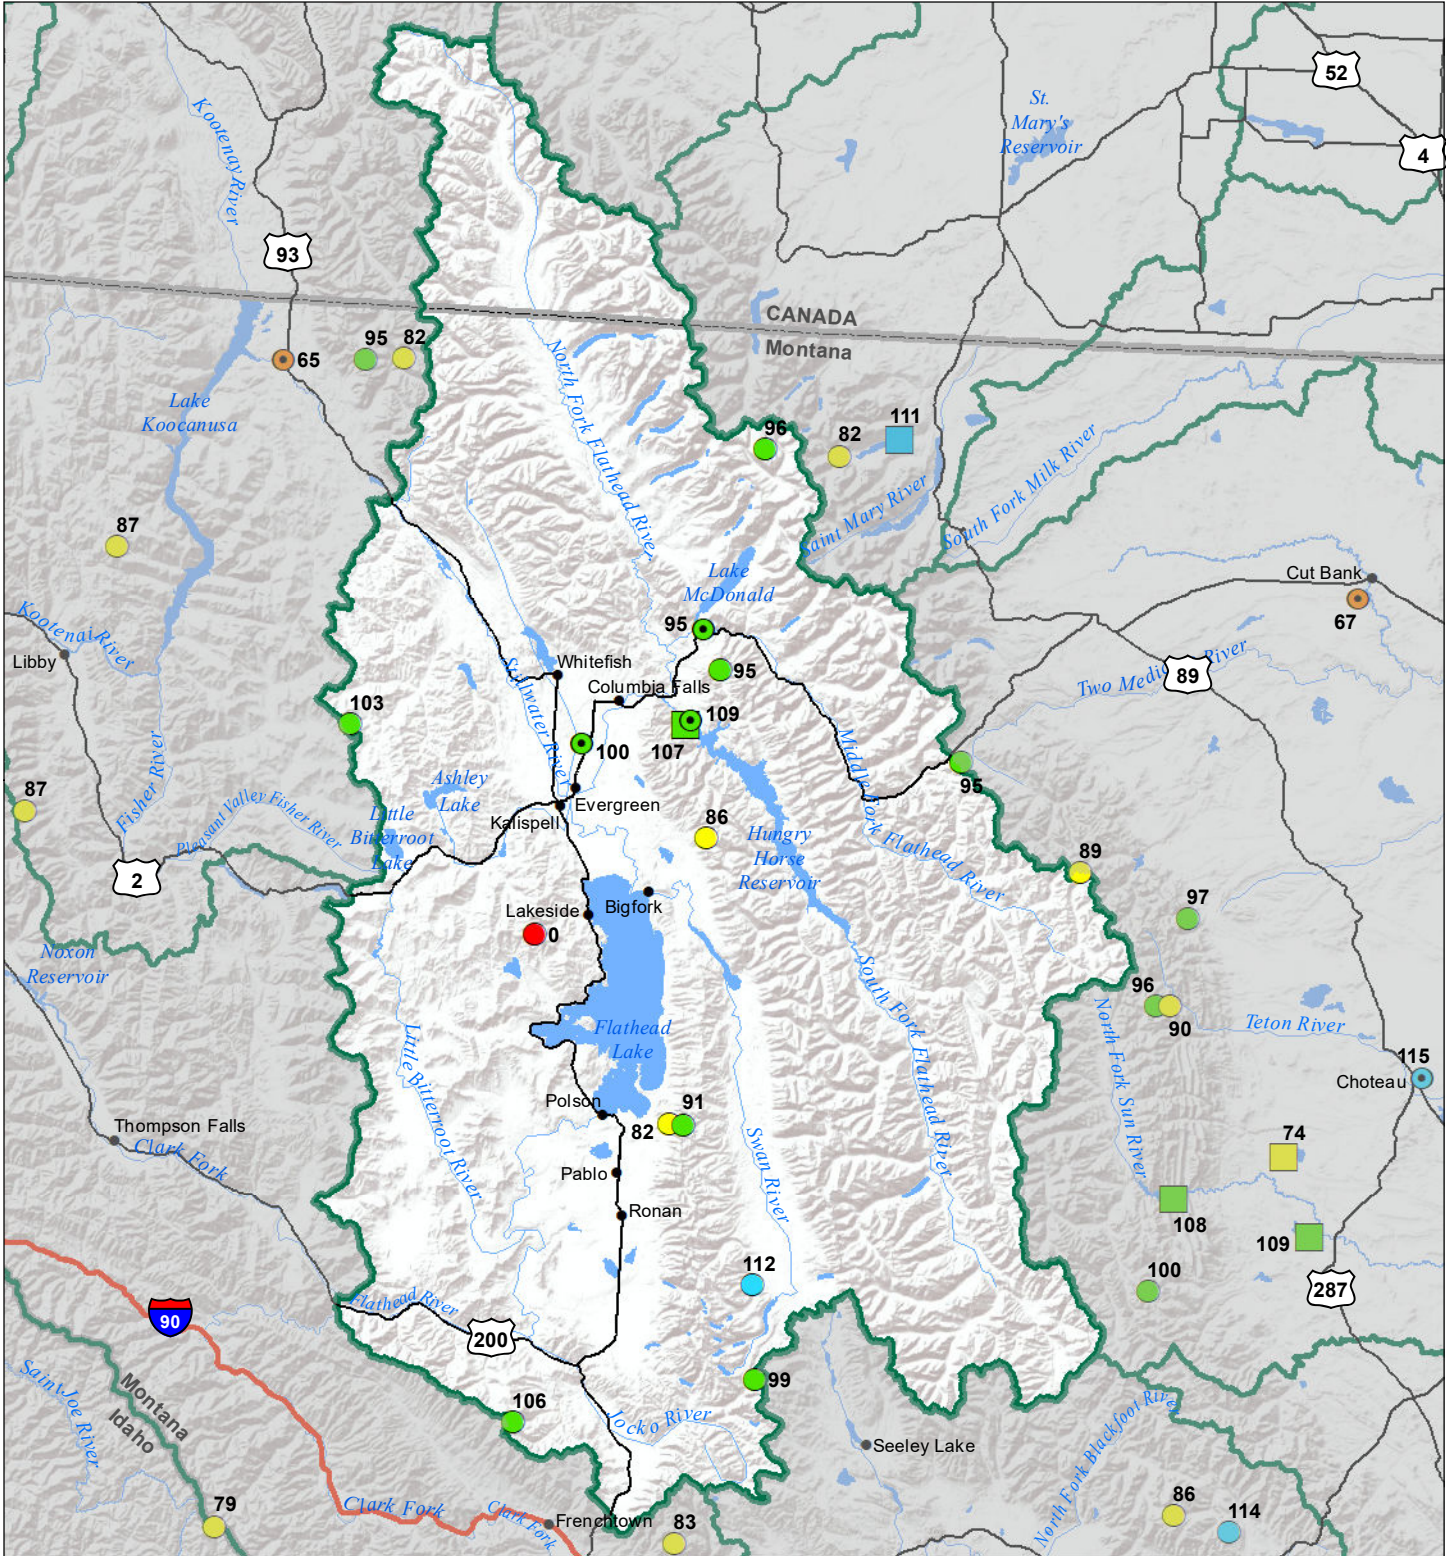 52
St.
Mary's
Reservoir
4
Kootenay River
93
CANADA
Montana
65
95
82
North Fork Flathead River
Lake
Koocanusa
96
82
111
Saint Mary River
South Fork Milk River
87
Lake
McDonald
Cut Bank
67
Kootenai River
Libby
95
Whitefish
95
Two Medicine River
89
Columbia Falls
Stillwater River
103
109
107
100
Middle Fork Flathead River
95
Fisher River
Ashley
Lake
87
Pleasant Valley Fisher River
Little
Bitterroot
Lake
Evergreen
Kalispell
86
Hungry
Horse
Reservoir
2
89
Lakeside
Bigfork
0
97
Noxon
Reservoir
South Fork Flathead River
96
90
North Fork Sun River
Teton River
Flathead
Lake
Little Bitterroot River
115
Choteau
Polson
82
91
Thompson Falls
Clark Fork
Swan River
74
Pablo
108
Ronan
109
112
100
287
Flathead River
90
200
99
Saint Joe River
Montana
Idaho
106
Jocko River
North Fork Blackfoot River
Seeley Lake
79
Clark Fork
Clark Fork
Frenchtown
83
86
114